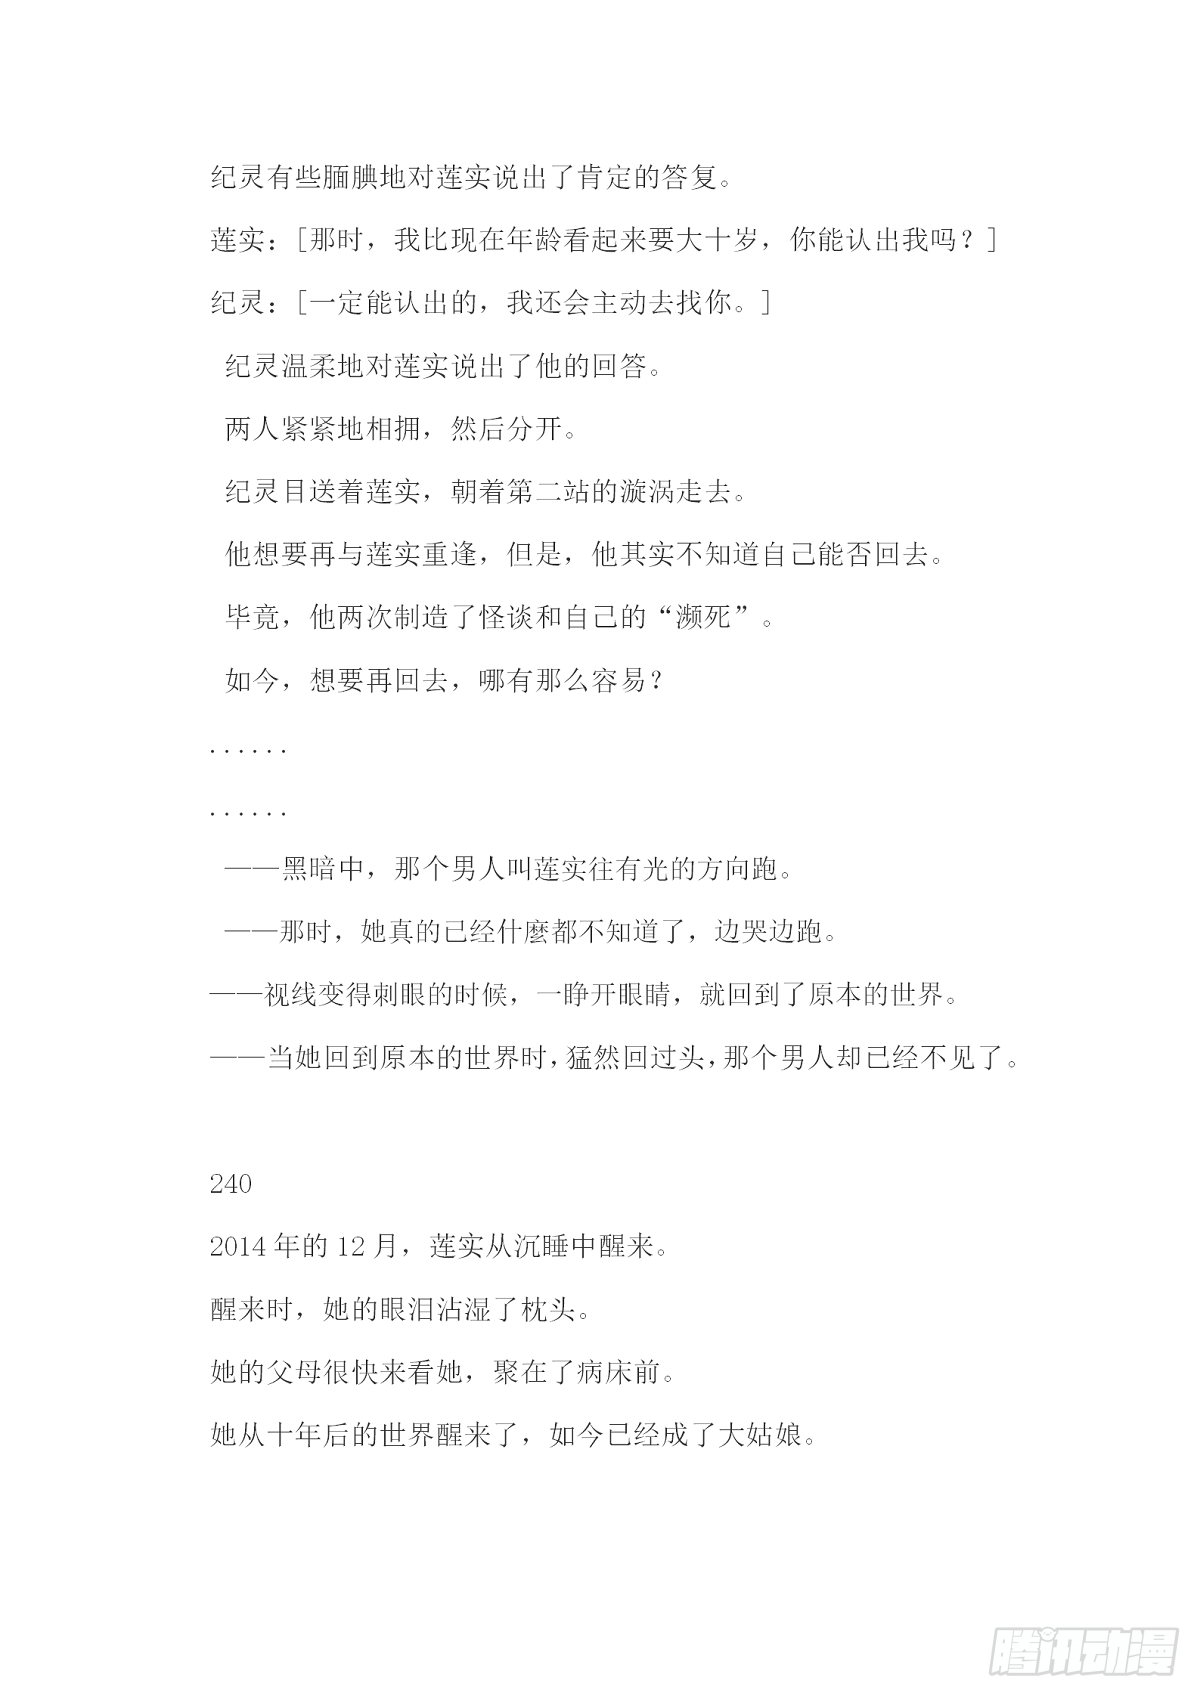 纪灵有些腼腆地对莲实说出了肯定的答复。
莲实：[那时，我比现在年龄看起来要大十岁，你能认出我吗？]
纪灵：[一定能认出的，我还会主动去找你。]
纪灵温柔地对莲实说出了他的回答。
两人紧紧地相拥，然后分开。
纪灵目送着莲实，朝着第二站的漩涡走去。
他想要再与莲实重逢，但是，他其实不知道自己能否回去。
毕竟，他两次制造了怪谈和自己的“濒死”。
如今，想要再回去，哪有那么容易？
......
......
——黑暗中，那个男人叫莲实往有光的方向跑。
——那时，她真的已经什麼都不知道了，边哭边跑。
——视线变得刺眼的时候，一睁开眼睛，就回到了原本的世界。
——当她回到原本的世界时，猛然回过头，那个男人却已经不见了。
240
2014年的12月，莲实从沉睡中醒来。
醒来时，她的眼泪沾湿了枕头。
她的父母很快来看她，聚在了病床前。
她从十年后的世界醒来了，如今已经成了大姑娘。
腾讯动漫